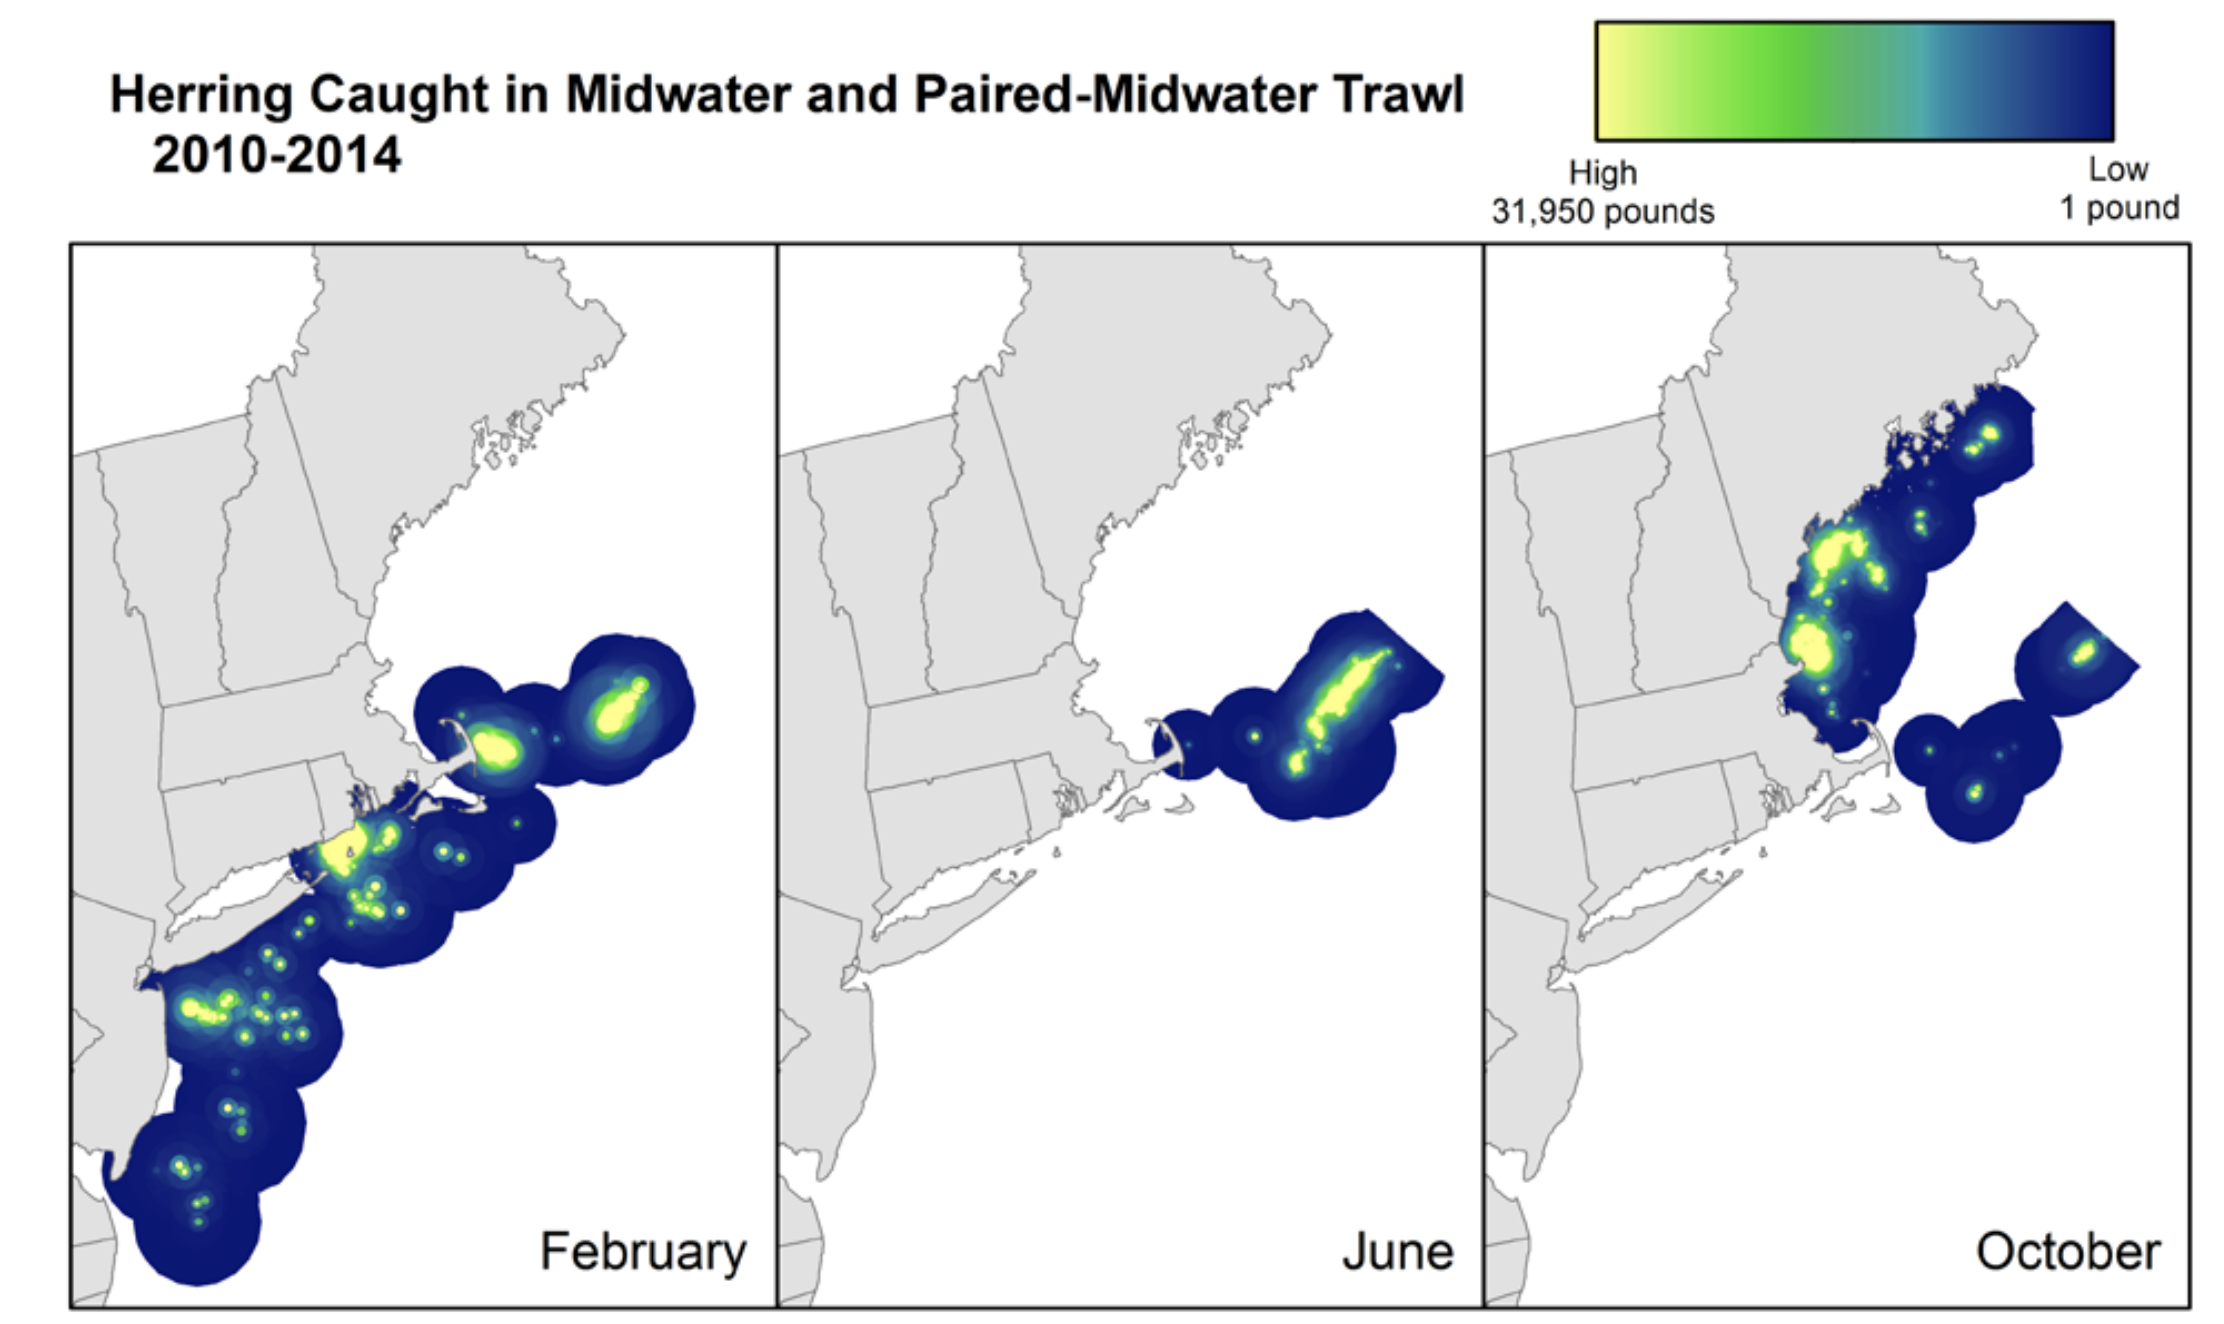 Herring Caught in Midwater and Paired-Midwater Trawl
2010-2014
High
31,950 pounds
Low
1 pound
February
June
October